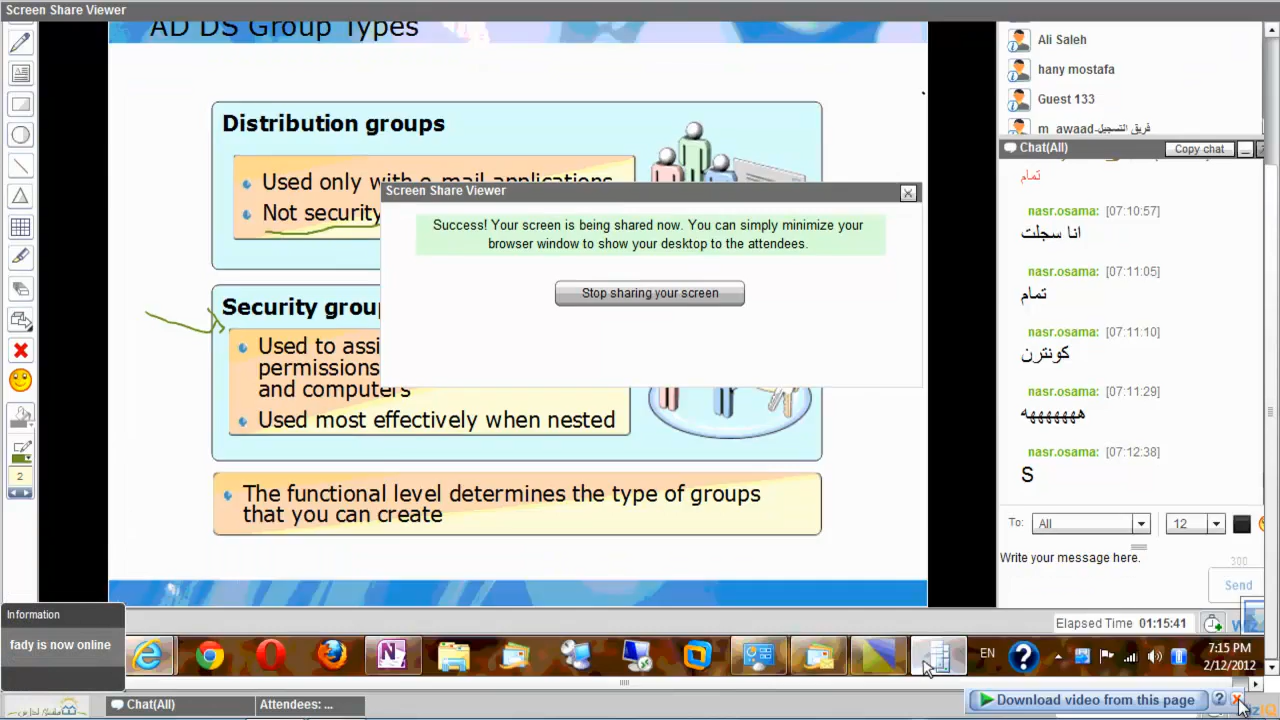 Screen Share Viewer
AD DS Group Types
Distribution groups
Used only with e-mail applications
Not security
Screen Share Viewer
Success! Your screen is being shared now. You can simply minimize your
browser window to show your desktop to the attendees.
Stop sharing your screen
Security grou
Used to assi
permissions
and computers
Used most effectively when nested
The functional level determines the type of groups
that you can create
Ali Saleh
hany mostafa
Guest 133
m_awaad-فريق التسجيل
Chat(All)
Copy chat
تمام
nasr.osama: [07:10:57]
انا سجلت
nasr.osama: [07:11:05]
تمام
nasr.osama: [07:11:10]
كونترن
nasr.osama: [07:11:29]
ههههههههه
nasr.osama: [07:12:38]
S
To: All 12
Write your message here.
300
Send
Elapsed Time 01:15:41
2
Information
fady is now online
EN
7:15 PM
2/12/2012
Download video from this page
Chat(All)
Attendees: ...